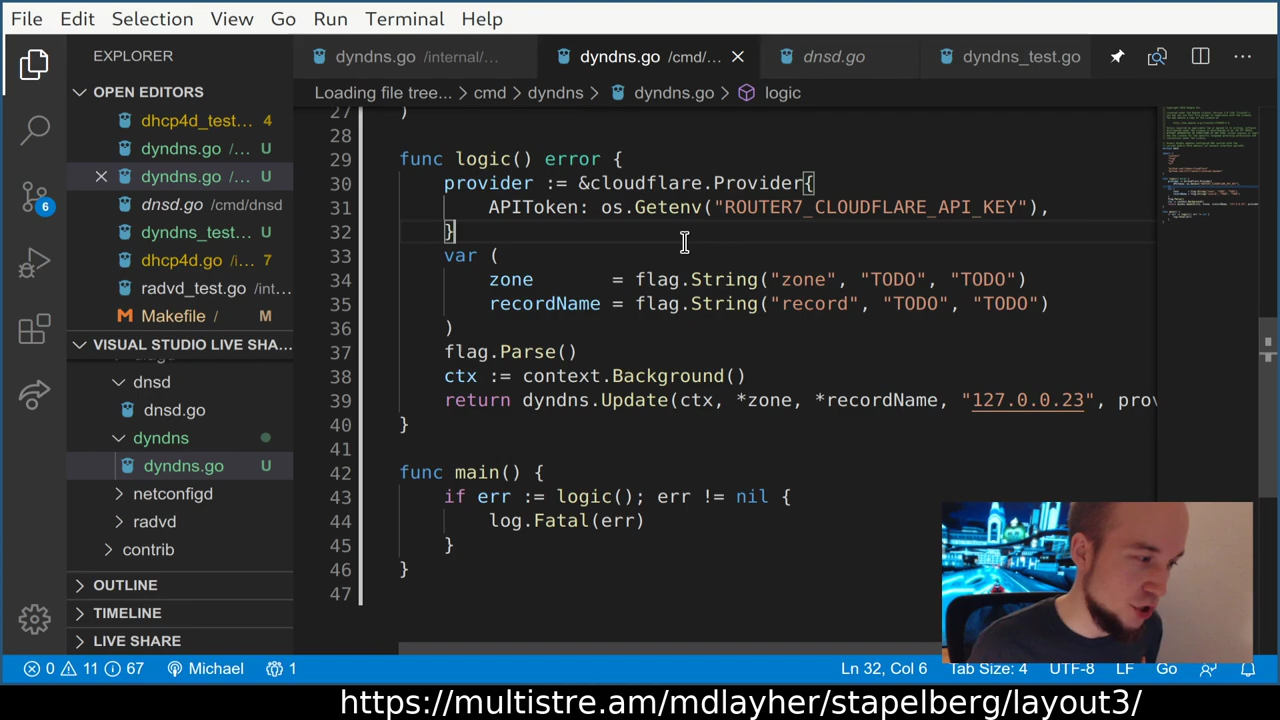 File Edit Selection View Go Run Terminal Help
EXPLORER
dyndns.go /internal/...
dyndns.go /cmd/...
dnsd.go
dyndns_test.go
OPEN EDITORS
Loading file tree... cmd dyndns dyndns.go logic
dhcp4d_test... 4
dyndns.go /... U
dyndns.go /... U
dnsd.go /cmd/dnsd
dyndns_test... U
dhcp4d.go /i... 7
radvd_test.go /int...
Makefile / M
VISUAL STUDIO LIVE SHA...
dnsd
dnsd.go
dyndns
dyndns.go U
netconfigd
radvd
contrib
OUTLINE
TIMELINE
LIVE SHARE
6
27 )
28
29 func logic() error {
30 provider := &cloudflare.Provider{
31 APIToken: os.Getenv("ROUTER7_CLOUDFLARE_API_KEY"),
32 }
33 var (
34 zone = flag.String("zone", "TODO", "TODO")
35 recordName = flag.String("record", "TODO", "TODO")
36 )
37 flag.Parse()
38 ctx := context.Background()
39 return dyndns.Update(ctx, *zone, *recordName, "127.0.0.23", prov
40 }
41
42 func main() {
43 if err := logic(); err != nil {
44 log.Fatal(err)
45 }
46 }
47
0 11 67 Michael 1 Ln 32, Col 6 Tab Size: 4 UTF-8 LF Go
https://multistre.am/mdlayher/stapelberg/layout3/